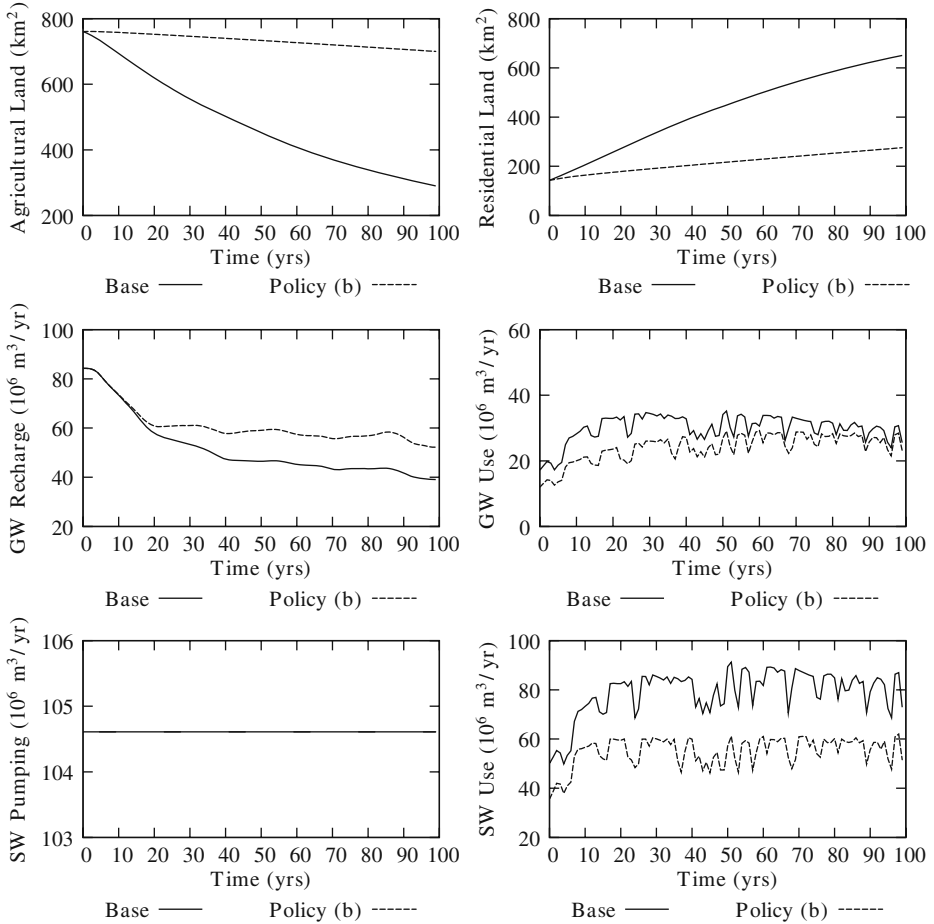 Agricultural Land (km²)
800
600
400
200
0 10 20 30 40 50 60 70 80 90 100
Time (yrs)
Base
Policy (b)
Residential Land (km²)
800
600
400
200
0
0 10 20 30 40 50 60 70 80 90 100
Time (yrs)
Base
Policy (b)
GW Recharge (10⁶ m³/yr)
100
80
60
40
20
0 10 20 30 40 50 60 70 80 90 100
Time (yrs)
Base
Policy (b)
GW Use (10⁶ m³/yr)
60
40
20
0
0 10 20 30 40 50 60 70 80 90 100
Time (yrs)
Base
Policy (b)
SW Pumping (10⁶ m³/yr)
106
105
104
103
0 10 20 30 40 50 60 70 80 90 100
Time (yrs)
Base
Policy (b)
SW Use (10⁶ m³/yr)
100
80
60
40
20
0 10 20 30 40 50 60 70 80 90 100
Time (yrs)
Base
Policy (b)